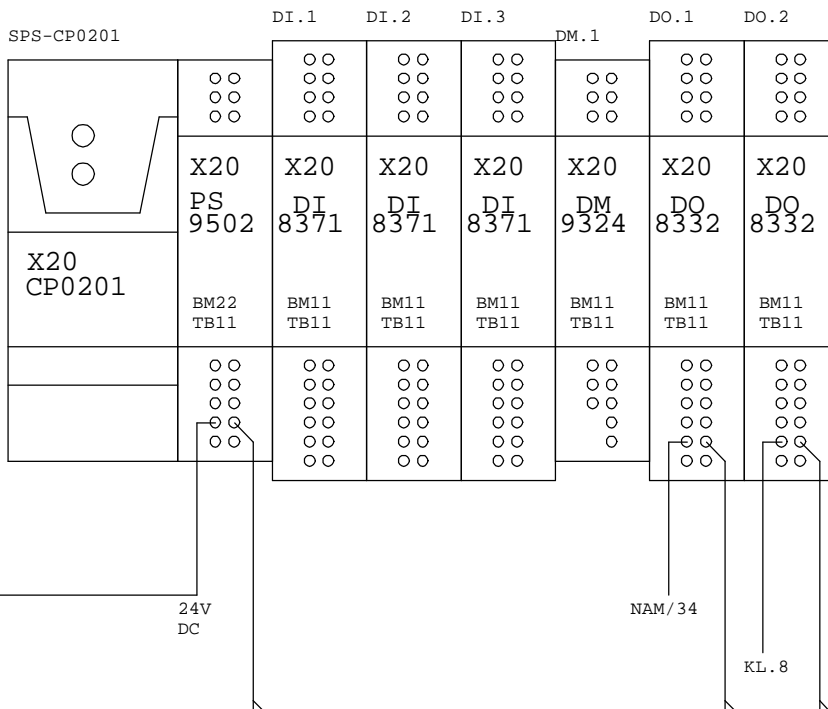 SPS-CP0201
DI.1
DI.2
DI.3
DM.1
DO.1
DO.2
X20
CP0201
X20
PS
9502
BM22
TB11
X20
DI
8371
BM11
TB11
X20
DI
8371
BM11
TB11
X20
DI
8371
BM11
TB11
X20
DM
9324
BM11
TB11
X20
DO
8332
BM11
TB11
X20
DO
8332
BM11
TB11
24V
DC
NAM/34
KL.8